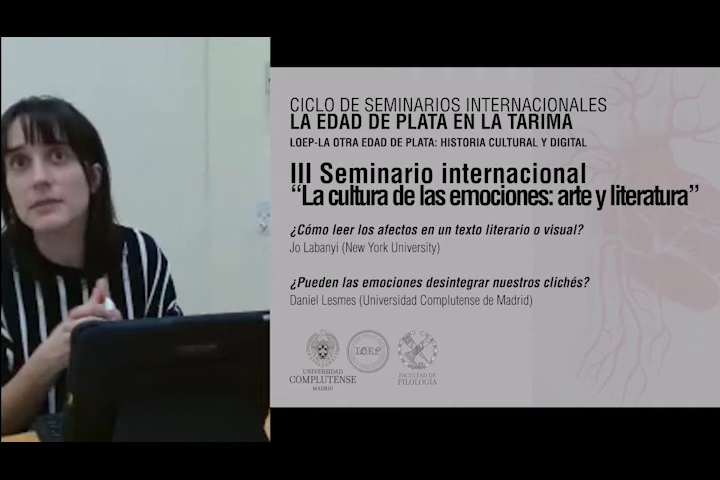 CICLO DE SEMINARIOS INTERNACIONALES
LA EDAD DE PLATA EN LA TARIMA
LOEP-LA OTRA EDAD DE PLATA: HISTORIA CULTURAL Y DIGITAL
III Seminario internacional
“La cultura de las emociones: arte y literatura”
¿Cómo leer los afectos en un texto literario o visual?
Jo Labanyi (New York University)
¿Pueden las emociones desintegrar nuestros clichés?
Daniel Lesmes (Universidad Complutense de Madrid)
UNIVERSIDAD
COMPLUTENSE
MADRID
LOEP
FACULTAD DE
FILOLOGÍA